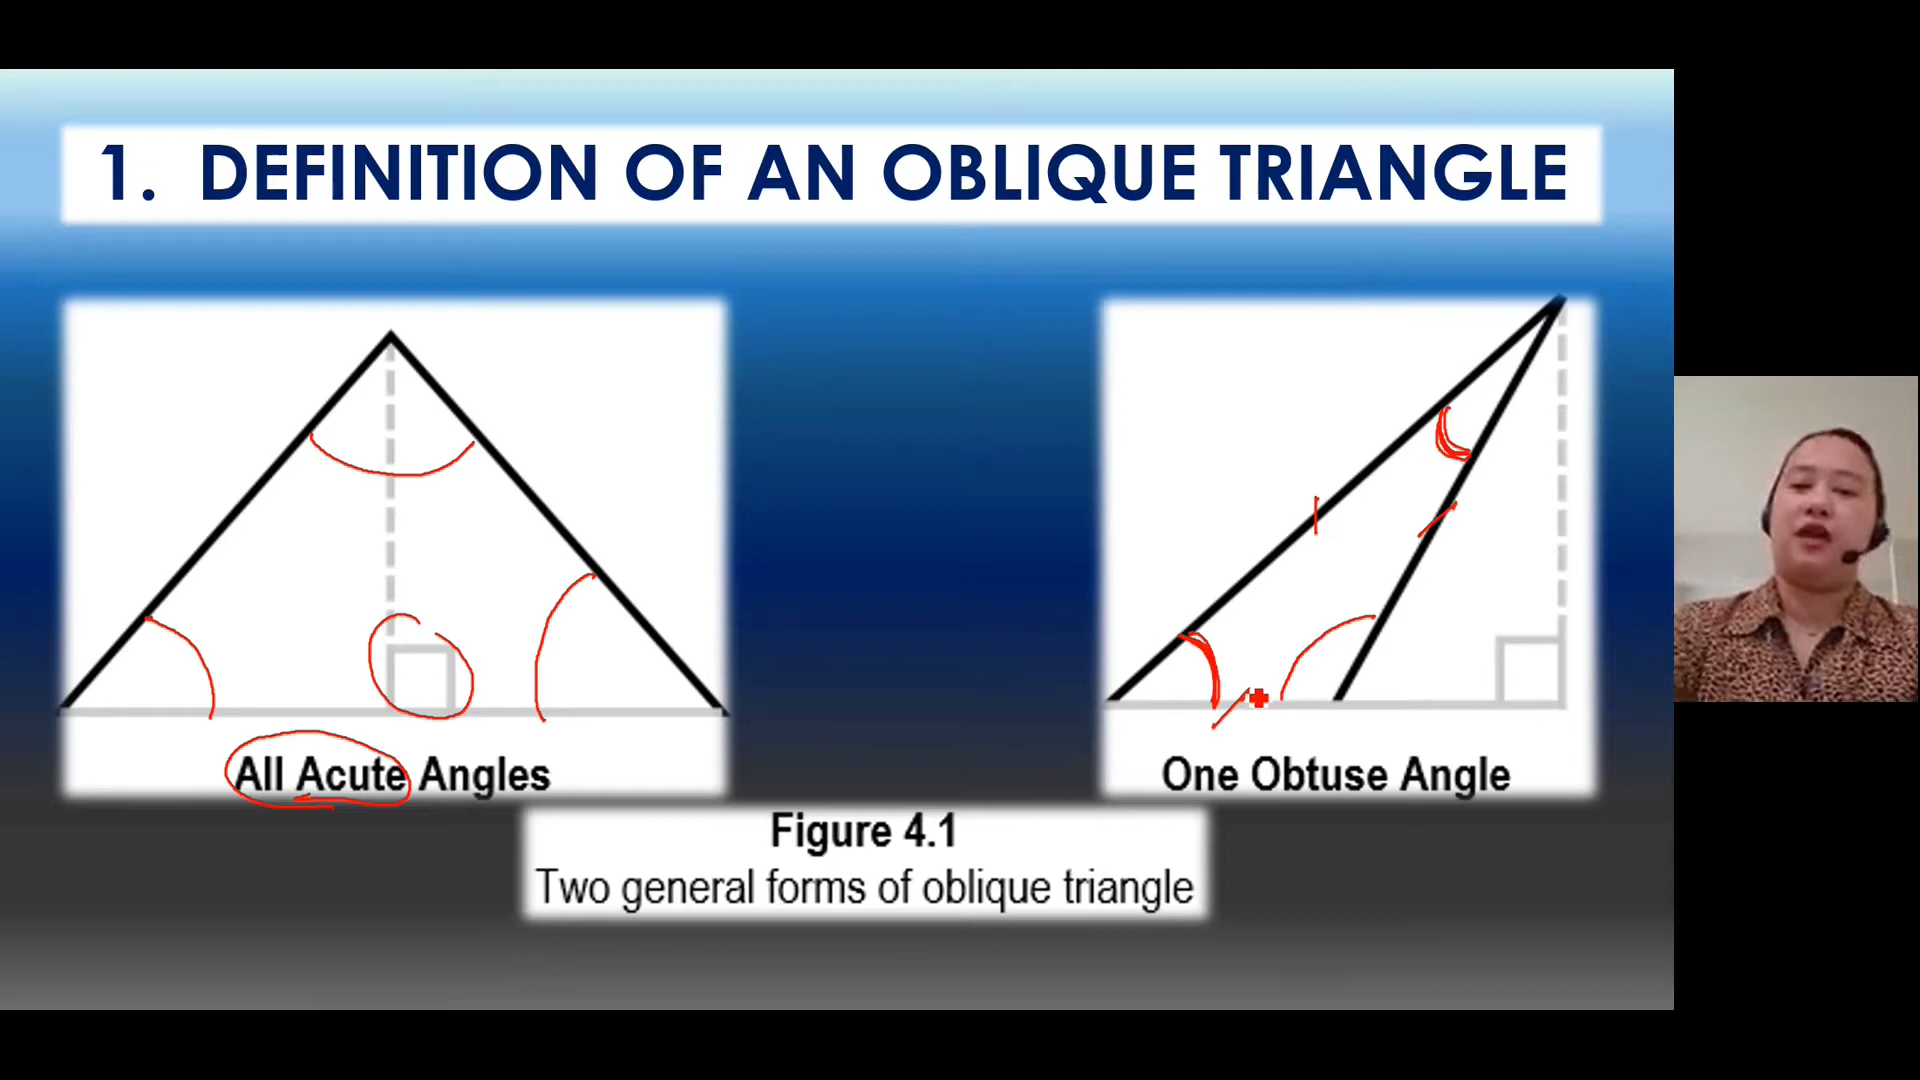 1. DEFINITION OF AN OBLIQUE TRIANGLE
All Acute Angles
One Obtuse Angle
Figure 4.1
Two general forms of oblique triangle